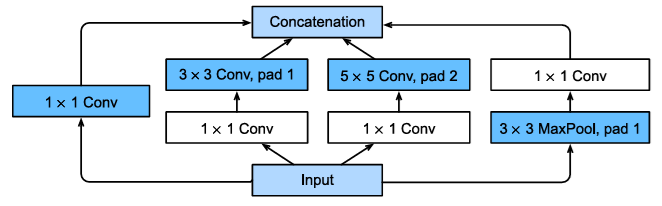 Concatenation
3 × 3 Conv, pad 1
5 × 5 Conv, pad 2
1 × 1 Conv
1 × 1 Conv
1 × 1 Conv
1 × 1 Conv
3 × 3 MaxPool, pad 1
Input